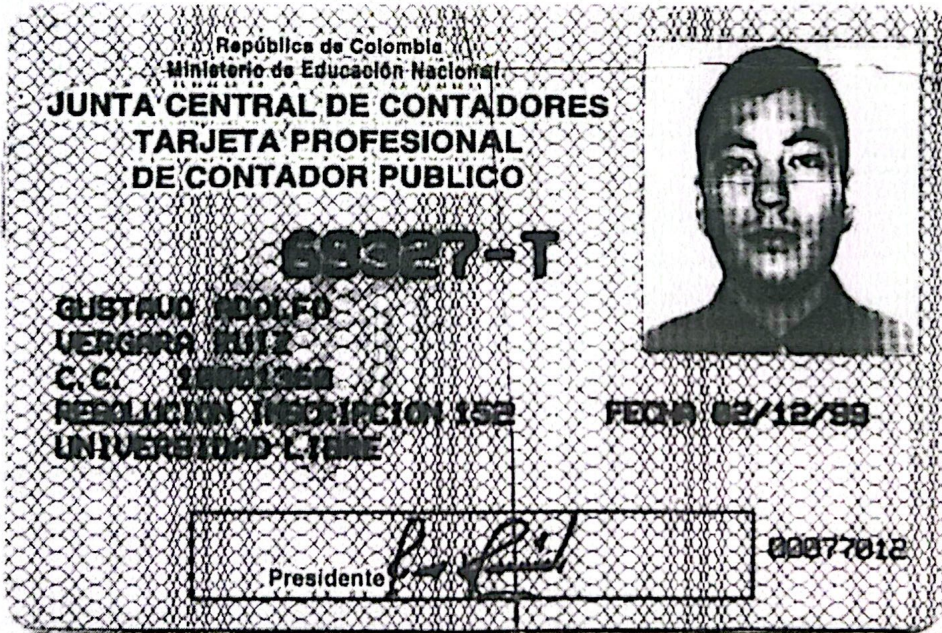 República de Colombia
Ministerio de Educación Nacional
JUNTA CENTRAL DE CONTADORES
TARJETA PROFESIONAL
DE CONTADOR PUBLICO
69327-T
GUSTAVO ADOLFO
VERGARA RUIZ
C.C.
RESOLUCION INSCRIPCION 152 FECHA 02/12/99
UNIVERSIDAD LIBRE
Presidente
00077012